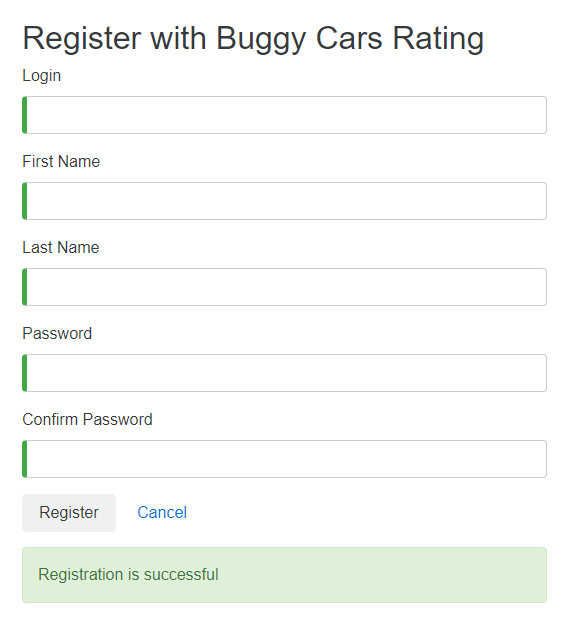 Register with Buggy Cars Rating
Login
First Name
Last Name
Password
Confirm Password
Register Cancel
Registration is successful